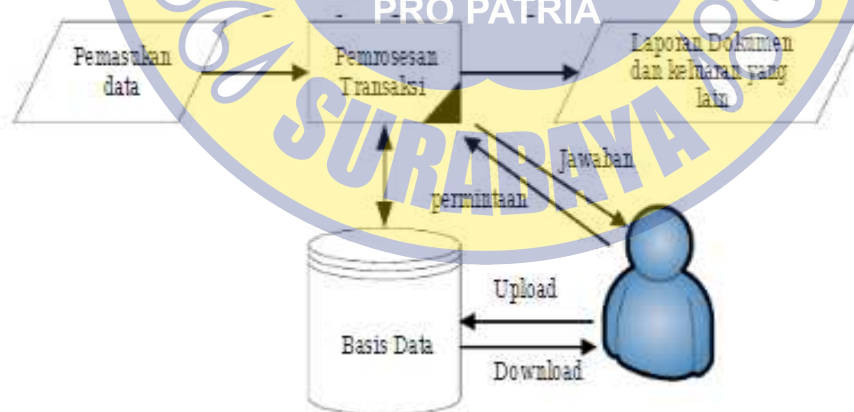 PRO PATRIA
Pemasukan
data
Pemrosesan
Transaksi
Laporan Dokumen
dan keluaran yang
lain
SURABAYA
Jawaban
permintaan
Upload
Basis Data
Download